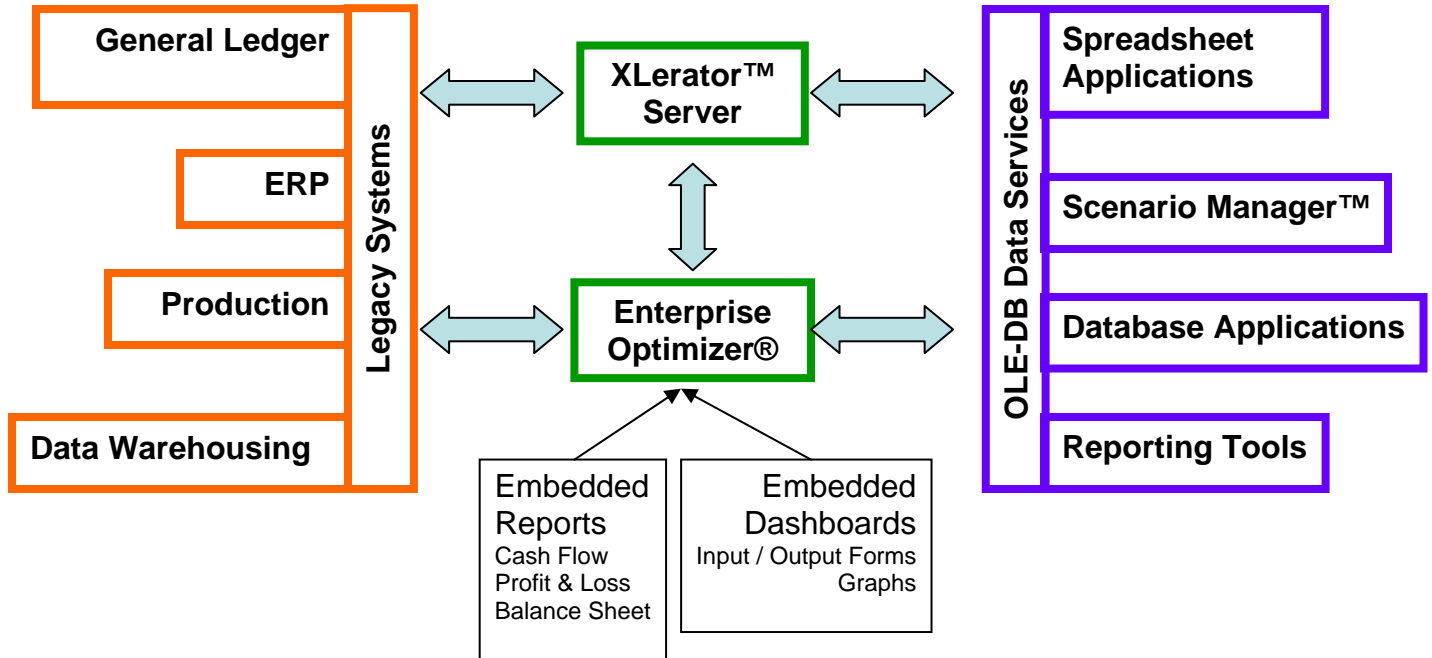 General Ledger
ERP
Production
Data Warehousing
Legacy Systems
XLerator™
Server
Enterprise
Optimizer®
Embedded
Reports
Cash Flow
Profit & Loss
Balance Sheet
Embedded
Dashboards
Input / Output Forms
Graphs
OLE-DB Data Services
Spreadsheet
Applications
Scenario Manager™
Database Applications
Reporting Tools